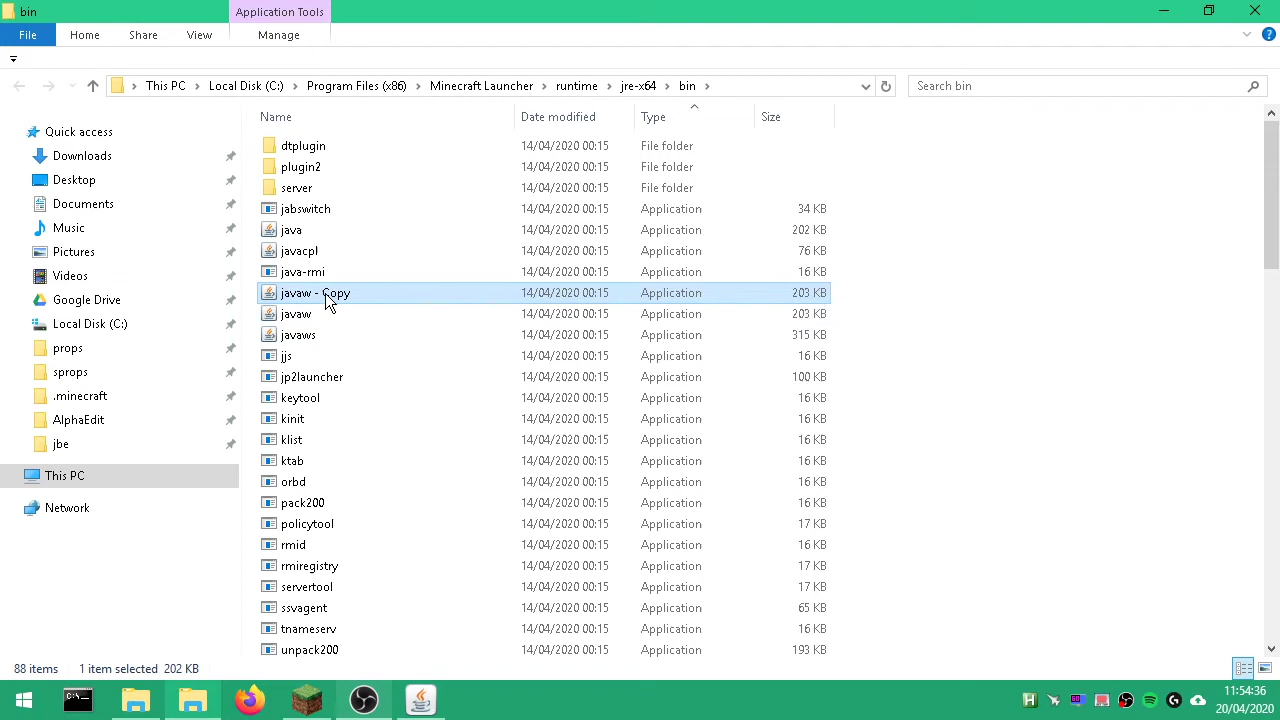 bin
Application Tools
File Home Share View Manage
This PC Local Disk (C:) Program Files (x86) Minecraft Launcher runtime jre-x64 bin
Search bin
Name Date modified Type Size
Quick access
Downloads
Desktop
Documents
Music
Pictures
Videos
Google Drive
Local Disk (C:)
props
sprops
.minecraft
AlphaEdit
jbe
This PC
Network
dtplugin 14/04/2020 00:15 File folder
plugin2 14/04/2020 00:15 File folder
server 14/04/2020 00:15 File folder
jabswitch 14/04/2020 00:15 Application 34 KB
java 14/04/2020 00:15 Application 202 KB
javacpl 14/04/2020 00:15 Application 76 KB
java-rmi 14/04/2020 00:15 Application 16 KB
javaw - Copy 14/04/2020 00:15 Application 203 KB
javaw 14/04/2020 00:15 Application 203 KB
javaws 14/04/2020 00:15 Application 315 KB
jjs 14/04/2020 00:15 Application 16 KB
jp2launcher 14/04/2020 00:15 Application 100 KB
keytool 14/04/2020 00:15 Application 16 KB
kinit 14/04/2020 00:15 Application 16 KB
klist 14/04/2020 00:15 Application 16 KB
ktab 14/04/2020 00:15 Application 16 KB
orbd 14/04/2020 00:15 Application 16 KB
pack200 14/04/2020 00:15 Application 16 KB
policytool 14/04/2020 00:15 Application 17 KB
rmid 14/04/2020 00:15 Application 16 KB
rmiregistry 14/04/2020 00:15 Application 17 KB
servertool 14/04/2020 00:15 Application 17 KB
ssvagent 14/04/2020 00:15 Application 65 KB
tnameserv 14/04/2020 00:15 Application 16 KB
unpack200 14/04/2020 00:15 Application 193 KB
88 items 1 item selected 202 KB
11:54:36
20/04/2020